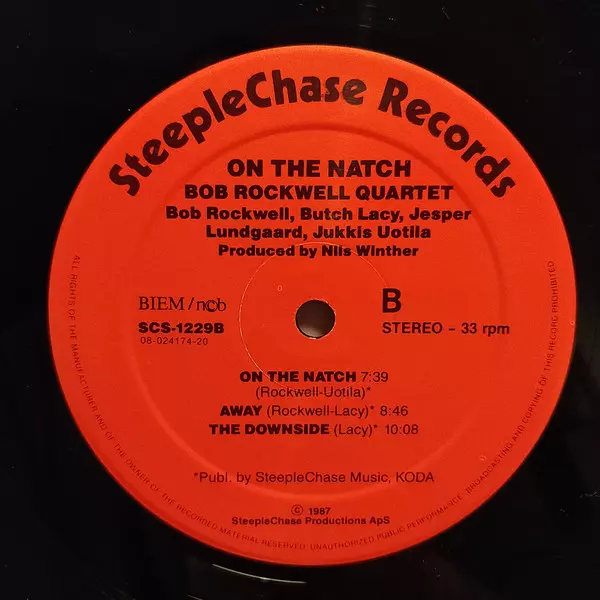 SteepleChase Records
ON THE NATCH
BOB ROCKWELL QUARTET
Bob Rockwell, Butch Lacy, Jesper
Lundgaard, Jukkis Uotila
Produced by Nils Winther
BIEM/ncb
B
SCS-1229B
STEREO - 33 rpm
08-024174-20
ON THE NATCH 7:39
(Rockwell-Uotila)*
AWAY (Rockwell-Lacy)* 8:46
THE DOWNSIDE (Lacy)* 10:08
*Publ. by SteepleChase Music, KODA
© 1987
SteepleChase Productions ApS
ALL RIGHTS OF THE MANUFACTURER AND OF THE OWNER OF THE RECORDED MATERIAL RESERVED. UNAUTHORIZED PUBLIC PERFORMANCE, BROADCASTING AND COPYING OF THIS RECORD PROHIBITED